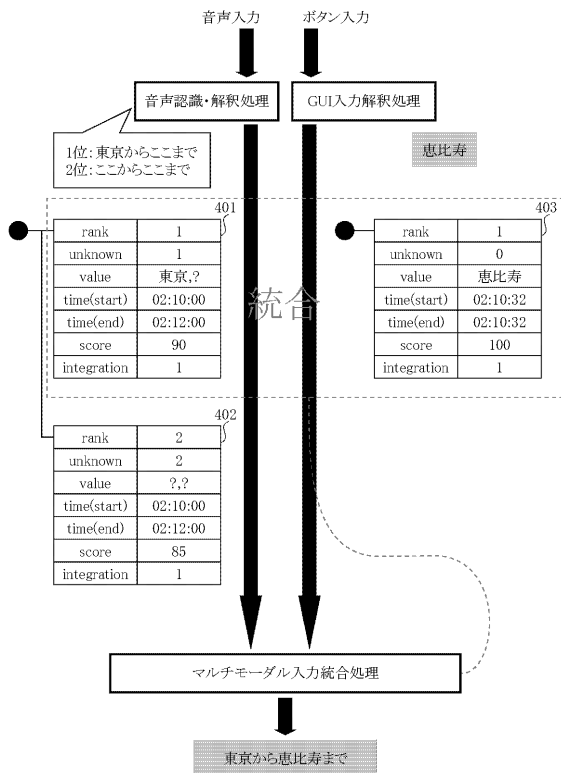 音声入力
ボタン入力
音声認識・解釈処理
GUI入力解釈処理
1位：東京からここまで
2位：ここからここまで
恵比寿
401
rank 1
unknown 1
value 東京,?
time(start) 02:10:00
time(end) 02:12:00
score 90
integration 1
統合
403
rank 1
unknown 0
value 恵比寿
time(start) 02:10:32
time(end) 02:10:32
score 100
integration 1
402
rank 2
unknown 2
value ?,?
time(start) 02:10:00
time(end) 02:12:00
score 85
integration 1
マルチモーダル入力統合処理
東京から恵比寿まで